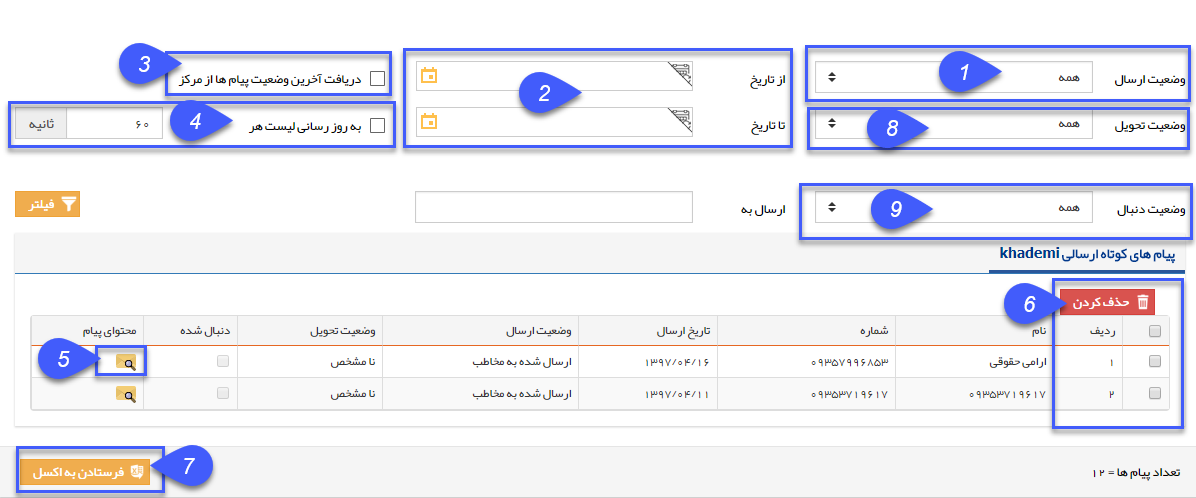 وضعیت ارسال همه 1 از تاریخ 2 دریافت آخرین وضعیت پیام ها از مرکز 3
وضعیت تحویل همه 8 تا تاریخ به روز رسانی لیست هر 4 ۶۰ ثانیه
وضعیت دنبال همه 9 ارسال به فیلتر
پیام های کوتاه ارسالی khademi
حذف کردن 6
ردیف نام شماره تاریخ ارسال وضعیت ارسال وضعیت تحویل دنبال شده محتوای پیام
۱ ارامی حقوقی ۰۹۳۵۷۹۹۶۸۵۳ ۱۳۹۷/۰۴/۱۶ ارسال شده به مخاطب نا مشخص 5
۲ ۰۹۳۵۳۷۱۹۶۱۷ ۰۹۳۵۳۷۱۹۶۱۷ ۱۳۹۷/۰۴/۱۱ ارسال شده به مخاطب نا مشخص
تعداد پیام ها = ۱۲ فرستادن به اکسل 7